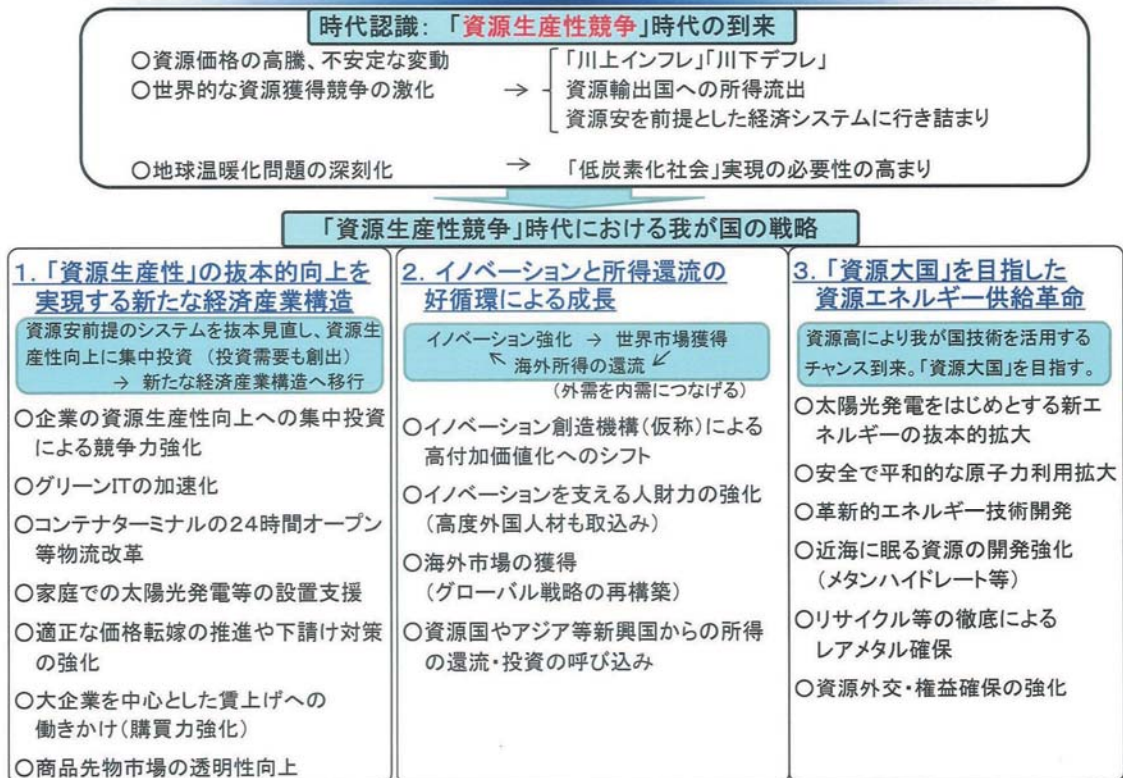 時代認識:「資源生産性競争」時代の到来
○資源価格の高騰、不安定な変動
○世界的な資源獲得競争の激化
→
「川上インフレ」「川下デフレ」
資源輸出国への所得流出
資源安を前提とした経済システムに行き詰まり
○地球温暖化問題の深刻化 → 「低炭素化社会」実現の必要性の高まり
「資源生産性競争」時代における我が国の戦略
1.「資源生産性」の抜本的向上を
実現する新たな経済産業構造
資源安前提のシステムを抜本見直し、資源生
産性向上に集中投資 (投資需要も創出)
→ 新たな経済産業構造へ移行
○企業の資源生産性向上への集中投資
による競争力強化
○グリーンITの加速化
○コンテナターミナルの24時間オープン
等物流改革
○家庭での太陽光発電等の設置支援
○適正な価格転嫁の推進や下請け対策
の強化
○大企業を中心とした賃上げへの
働きかけ(購買力強化)
○商品先物市場の透明性向上
2.イノベーションと所得還流の
好循環による成長
イノベーション強化 → 世界市場獲得
↖ 海外所得の還流 ↙
(外需を内需につなげる)
○イノベーション創造機構(仮称)による
高付加価値化へのシフト
○イノベーションを支える人財力の強化
(高度外国人材も取込み)
○海外市場の獲得
(グローバル戦略の再構築)
○資源国やアジア等新興国からの所得
の還流・投資の呼び込み
3.「資源大国」を目指した
資源エネルギー供給革命
資源高により我が国技術を活用する
チャンス到来。「資源大国」を目指す。
○太陽光発電をはじめとする新エ
ネルギーの抜本的拡大
○安全で平和的な原子力利用拡大
○革新的エネルギー技術開発
○近海に眠る資源の開発強化
(メタンハイドレート等)
○リサイクル等の徹底による
レアメタル確保
○資源外交・権益確保の強化